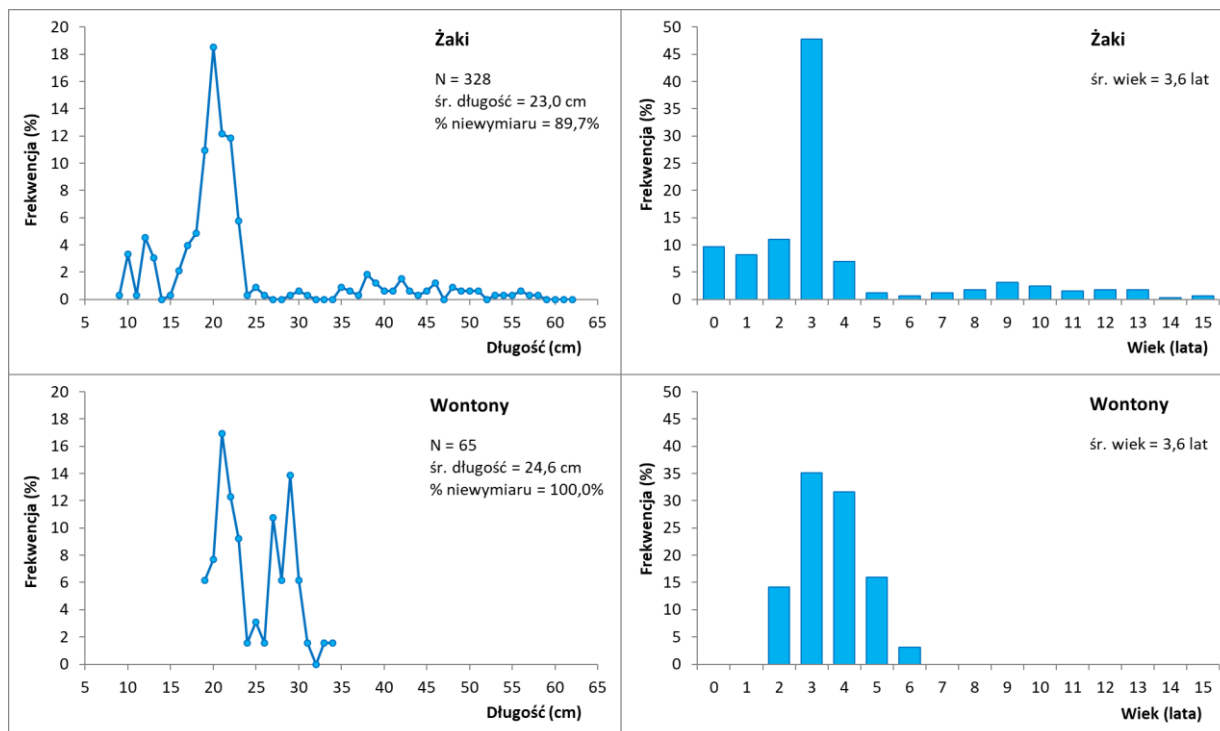 Żaki
N = 328
śr. długość = 23,0 cm
% niewymiaru = 89,7%
Frekwencja (%)
20
18
16
14
12
10
8
6
4
2
0
5 10 15 20 25 30 35 40 45 50 55 60 65
Długość (cm)
Żaki
śr. wiek = 3,6 lat
Frekwencja (%)
50
45
40
35
30
25
20
15
10
5
0
0 1 2 3 4 5 6 7 8 9 10 11 12 13 14 15
Wiek (lata)
Wontony
N = 65
śr. długość = 24,6 cm
% niewymiaru = 100,0%
Frekwencja (%)
20
18
16
14
12
10
8
6
4
2
0
5 10 15 20 25 30 35 40 45 50 55 60 65
Długość (cm)
Wontony
śr. wiek = 3,6 lat
Frekwencja (%)
50
45
40
35
30
25
20
15
10
5
0
0 1 2 3 4 5 6 7 8 9 10 11 12 13 14 15
Wiek (lata)